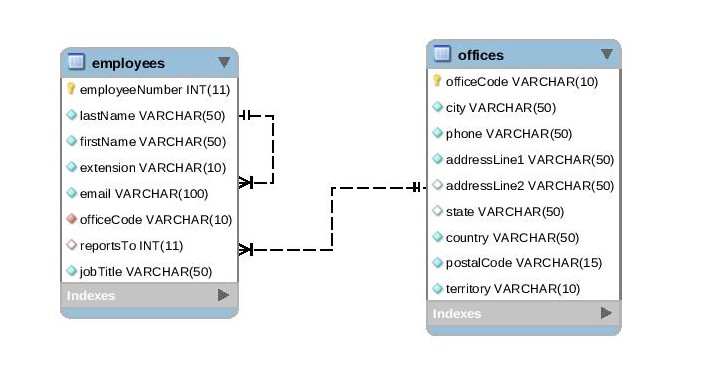 employees
employeeNumber INT(11)
lastName VARCHAR(50)
firstName VARCHAR(50)
extension VARCHAR(10)
email VARCHAR(100)
officeCode VARCHAR(10)
reportsTo INT(11)
jobTitle VARCHAR(50)
Indexes
offices
officeCode VARCHAR(10)
city VARCHAR(50)
phone VARCHAR(50)
addressLine1 VARCHAR(50)
addressLine2 VARCHAR(50)
state VARCHAR(50)
country VARCHAR(50)
postalCode VARCHAR(15)
territory VARCHAR(10)
Indexes